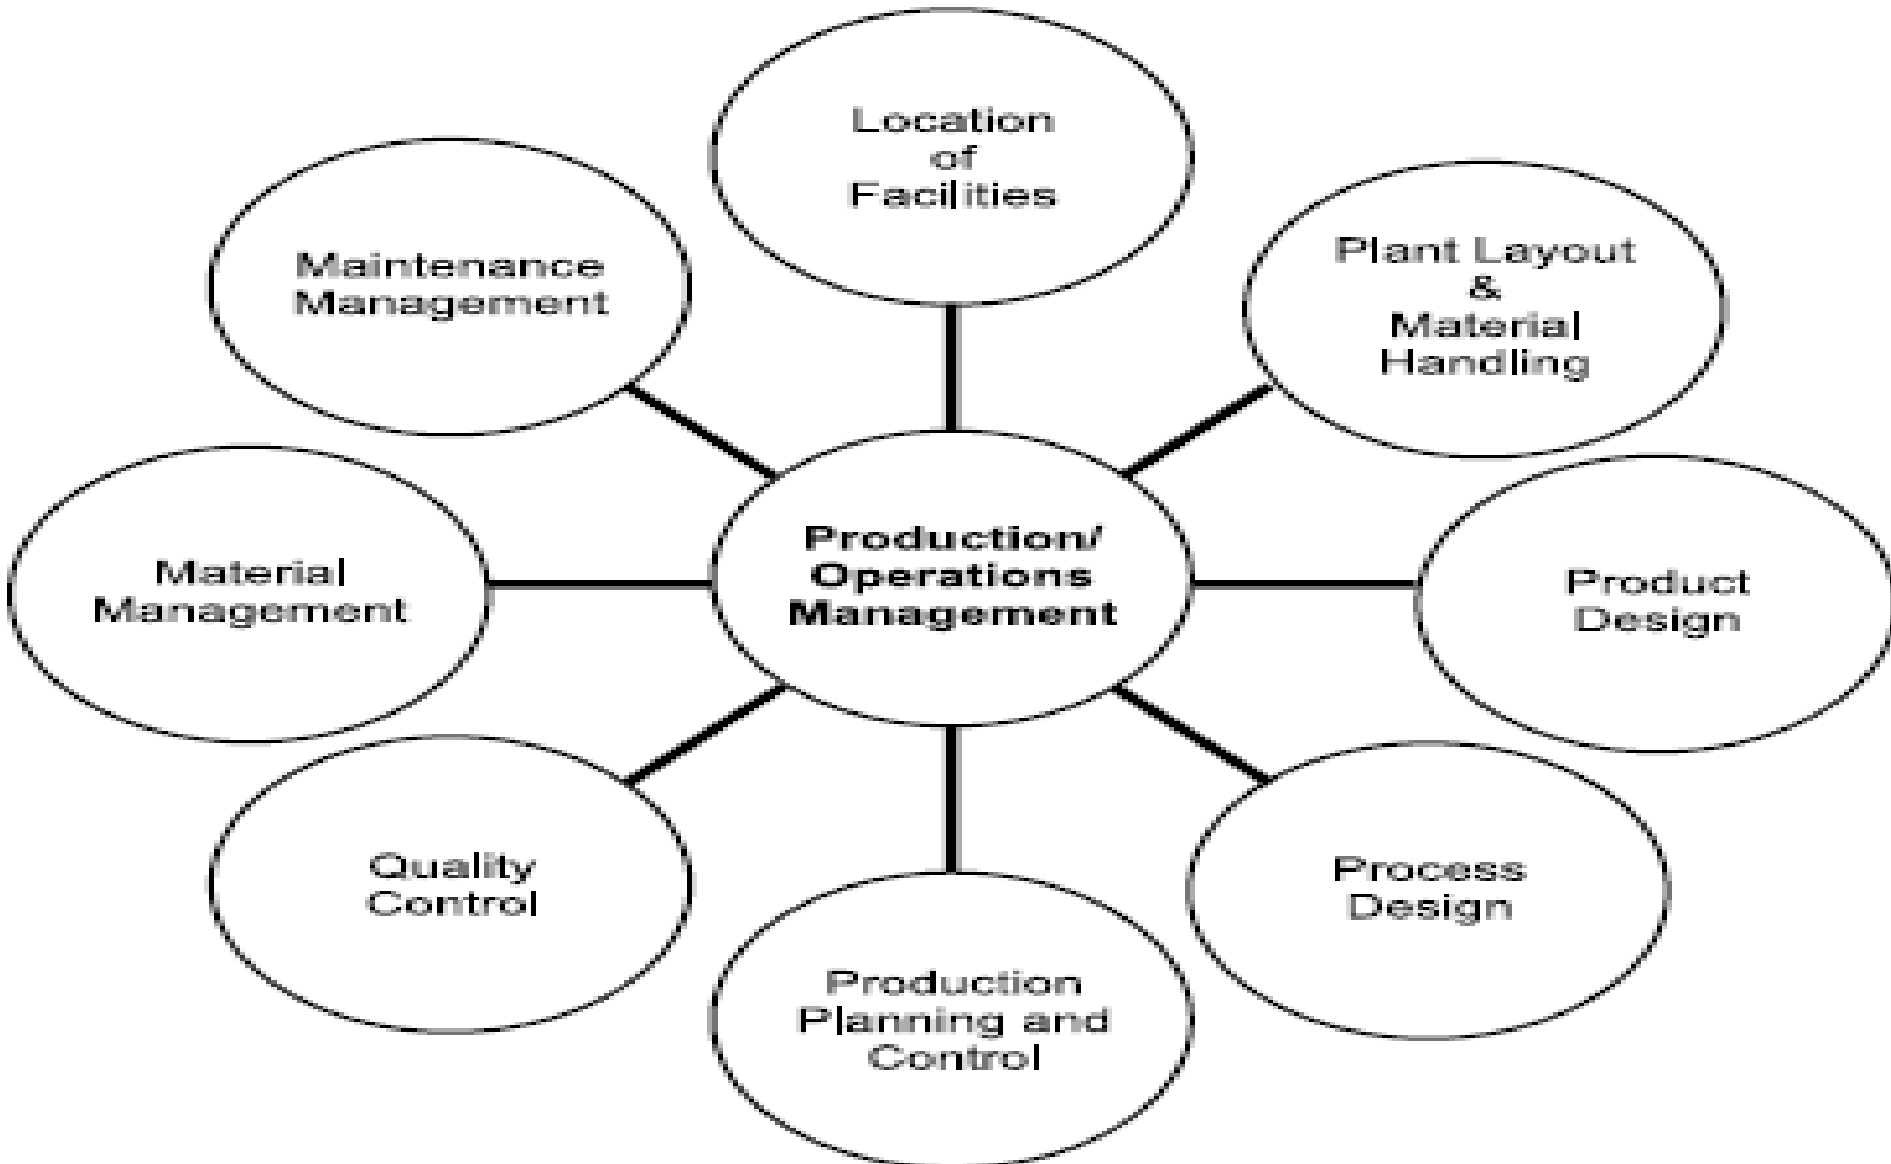 Location
of
Facilities
Plant Layout
&
Material
Handling
Maintenance
Management
Production/
Operations
Management
Material
Management
Product
Design
Quality
Control
Process
Design
Production
Planning and
Control